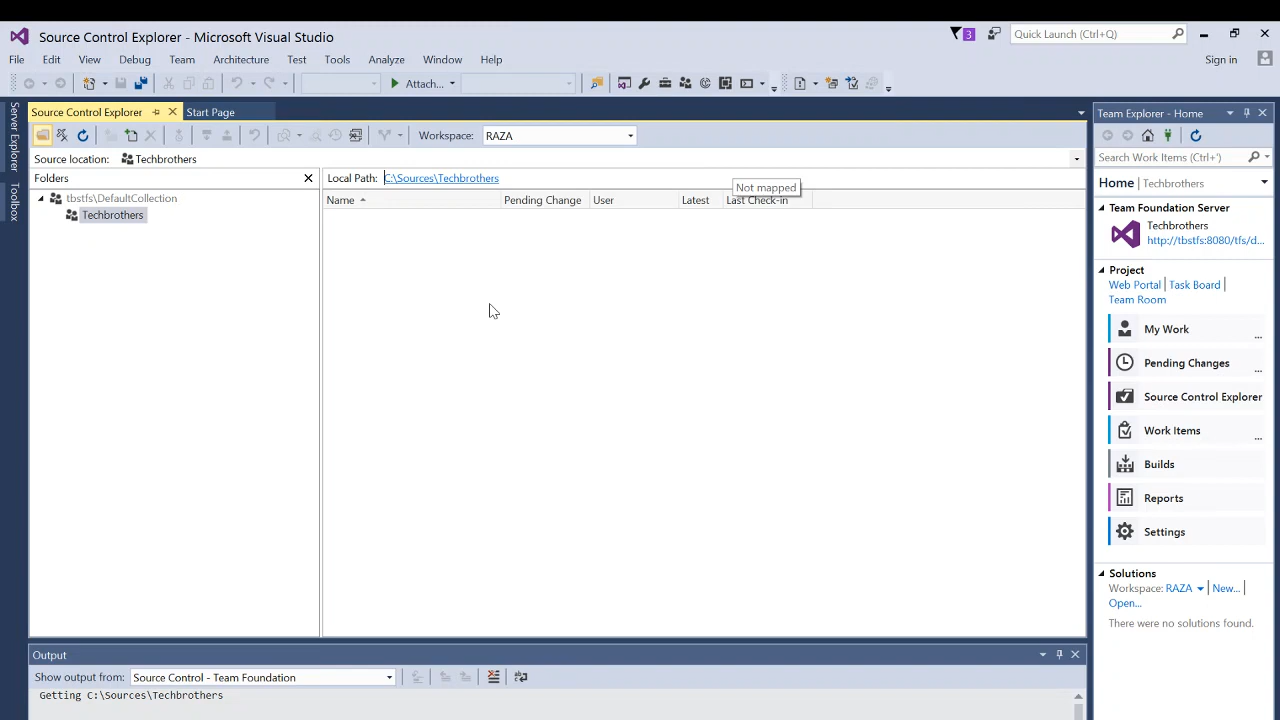 Source Control Explorer - Microsoft Visual Studio
3
Quick Launch (Ctrl+Q)
File Edit View Debug Team Tools Architecture Test Analyze Window Help
Sign in
Attach...
Server Explorer
Toolbox
Source Control Explorer
Start Page
Workspace: RAZA
Source location: Techbrothers
Folders
tbstfs\DefaultCollection
Techbrothers
Local Path: C:\Sources\Techbrothers
Not mapped
Name Pending Change User Latest Last Check-in
Team Explorer - Home
Search Work Items (Ctrl+')
Home | Techbrothers
Team Foundation Server
Techbrothers
http://tbstfs:8080/tfs/d...
Project
Web Portal | Task Board |
Team Room
My Work
...
Pending Changes
...
Source Control Explorer
Work Items
...
Builds
Reports
Settings
Solutions
Workspace: RAZA | New... |
Open...
There were no solutions found.
Output
Show output from: Source Control - Team Foundation
Getting C:\Sources\Techbrothers